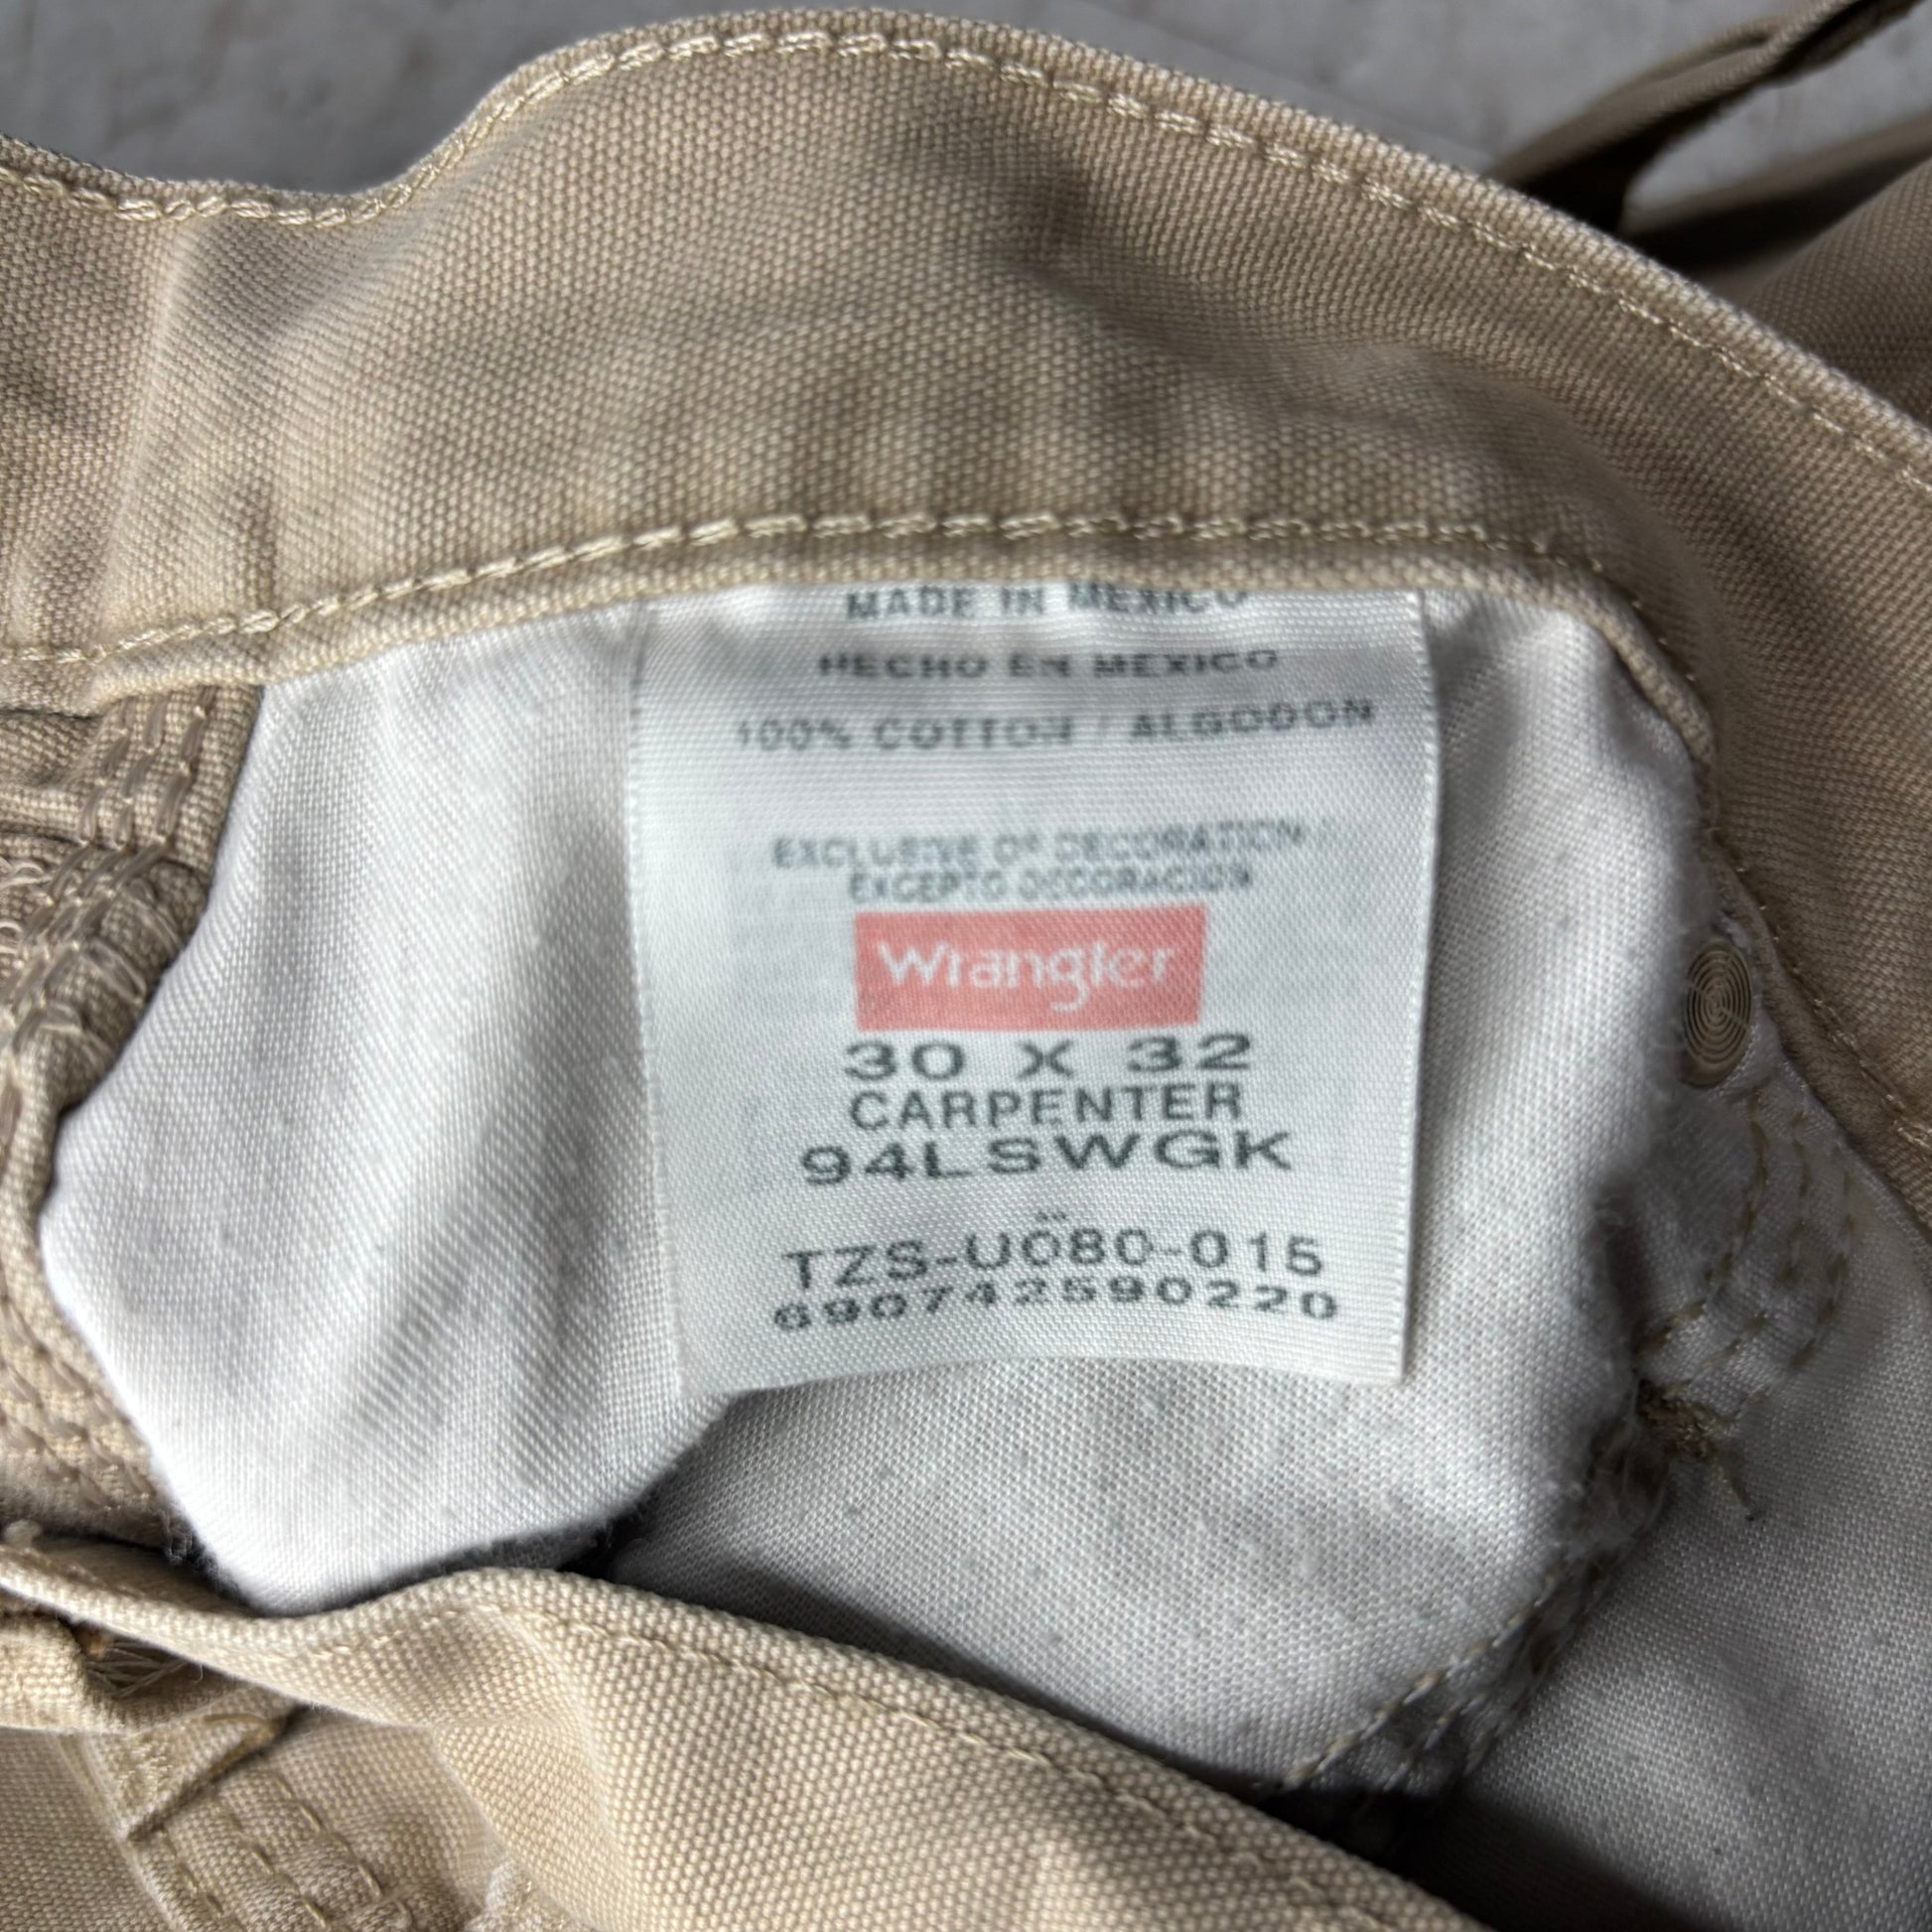 MADE IN MEXICO
HECHO EN MEXICO
100% COTTON / ALGODON
EXCLUSIVE OF DECORATION
EXCEPTO DECORACION
Wrangler
30 X 32
CARPENTER
94LSWGK
TZS-U080-015
690742590220